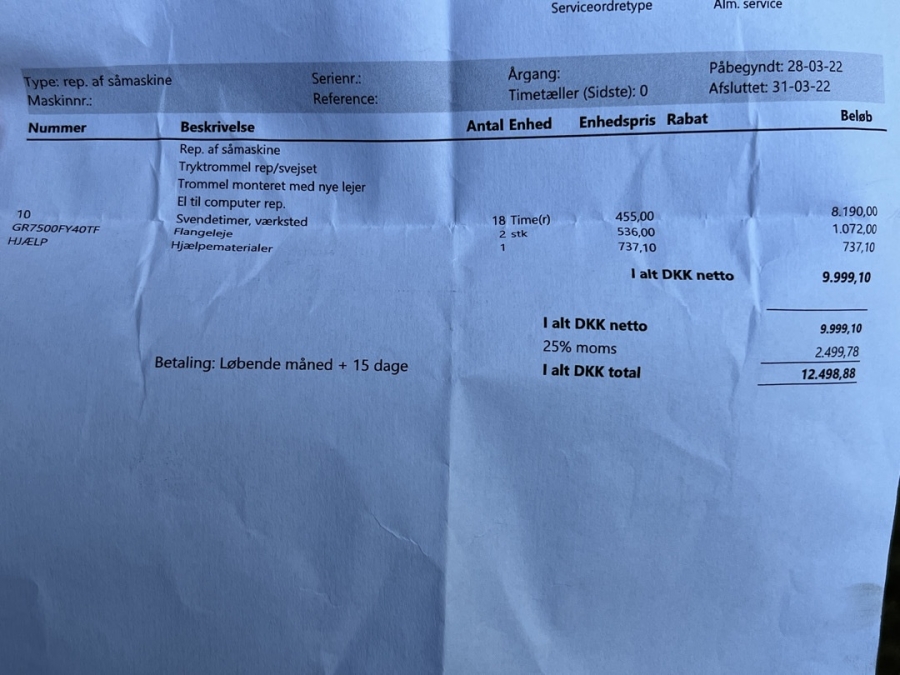 Serviceordretype Alm. service
Type: rep. af såmaskine Serienr.: Årgang: Påbegyndt: 28-03-22
Maskinnr.: Reference: Timetæller (Sidste): 0 Afsluttet: 31-03-22
Nummer Beskrivelse Antal Enhed Enhedspris Rabat Beløb
Rep. af såmaskine
Tryktrommel rep/svejset
Trommel monteret med nye lejer
El til computer rep.
10 Svendetimer, værksted 18 Time(r) 455,00 8.190,00
GR7500FY40TF Flangeleje 2 stk 536,00 1.072,00
HJÆLP Hjælpematerialer 1 737,10 737,10
I alt DKK netto 9.999,10
I alt DKK netto 9.999,10
25% moms 2.499,78
Betaling: Løbende måned + 15 dage I alt DKK total 12.498,88